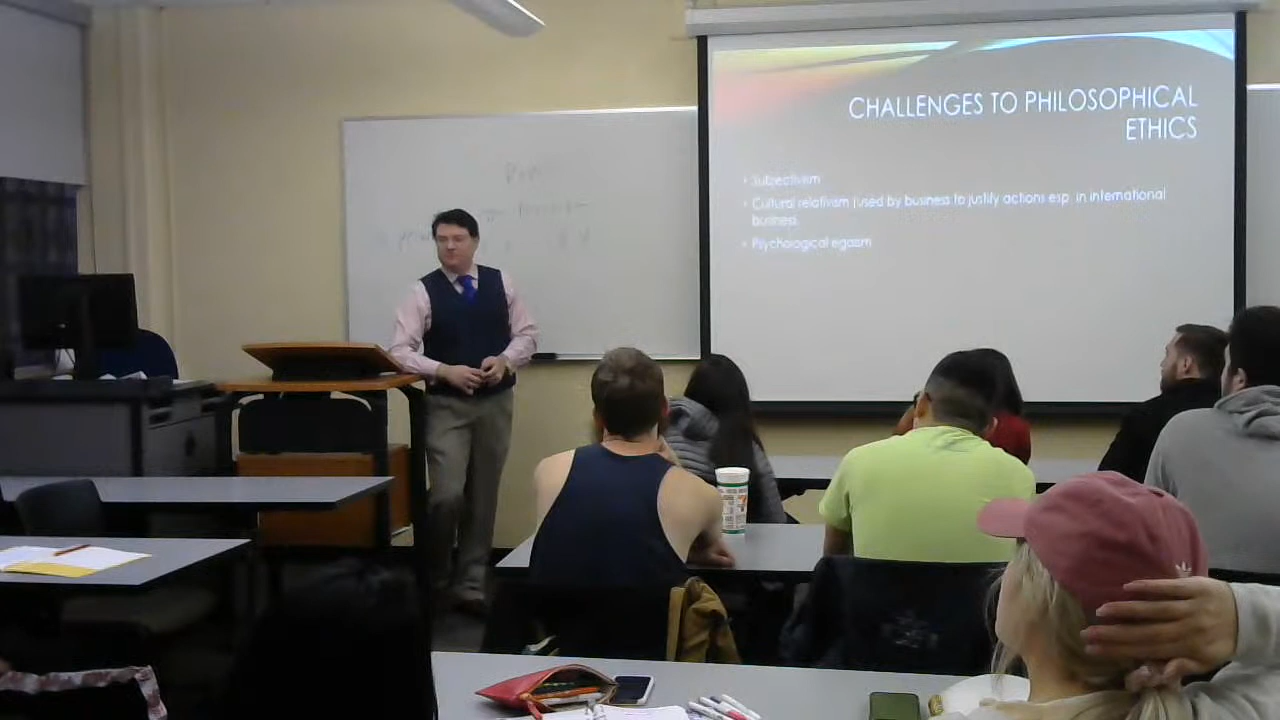 CHALLENGES TO PHILOSOPHICAL
ETHICS
• Subjectivism
• Cultural relativism (used by business to justify actions esp. in international
business
• Psychological egoism